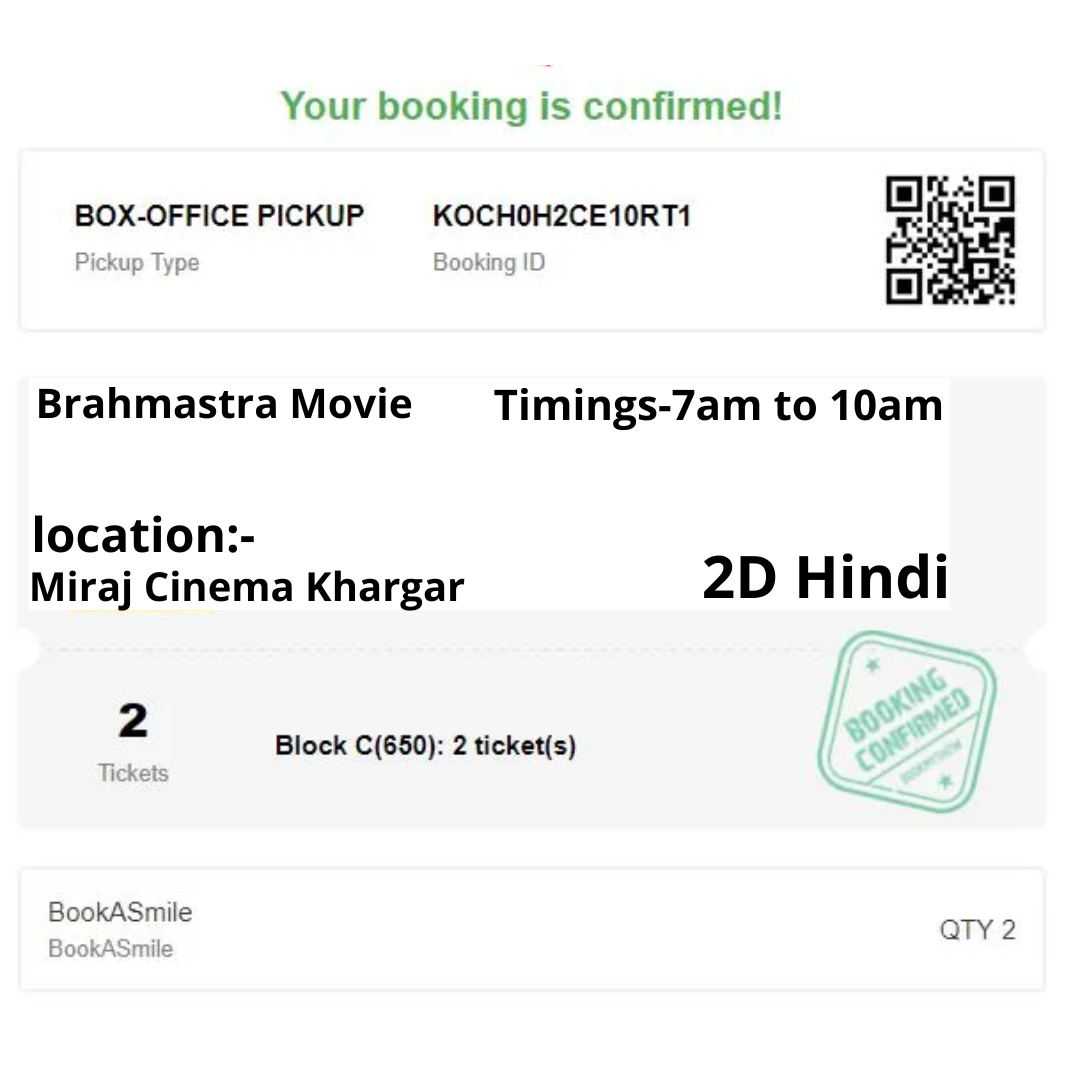 Your booking is confirmed!
BOX-OFFICE PICKUP
KOCH0H2CE10RT1
Pickup Type
Booking ID
Brahmastra Movie
Timings-7am to 10am
location:-
Miraj Cinema Khargar
2D Hindi
2
Tickets
Block C(650): 2 ticket(s)
BOOKING
CONFIRMED
BOOKMYSHOW
BookASmile
BookASmile
QTY 2